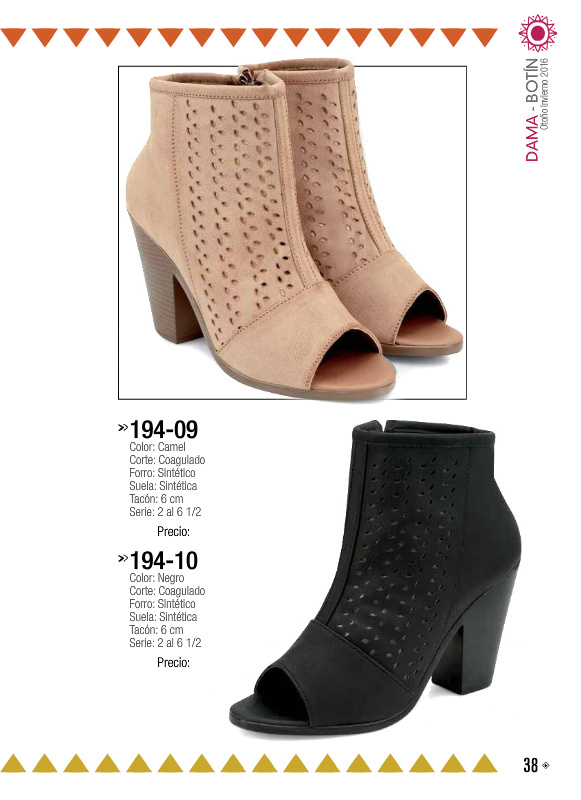 DAMA - BOTÍN
Otoño Invierno 2016
194-09
Color: Camel
Corte: Coagulado
Forro: Sintético
Suela: Sintética
Tacón: 6 cm
Serie: 2 al 6 1/2
Precio:
194-10
Color: Negro
Corte: Coagulado
Forro: Sintético
Suela: Sintética
Tacón: 6 cm
Serie: 2 al 6 1/2
Precio:
38